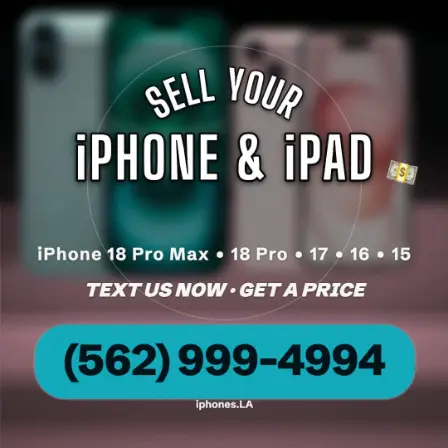 SELL YOUR
iPHONE & iPAD
iPhone 18 Pro Max • 18 Pro • 17 • 16 • 15
TEXT US NOW • GET A PRICE
(562) 999-4994
iphones.LA